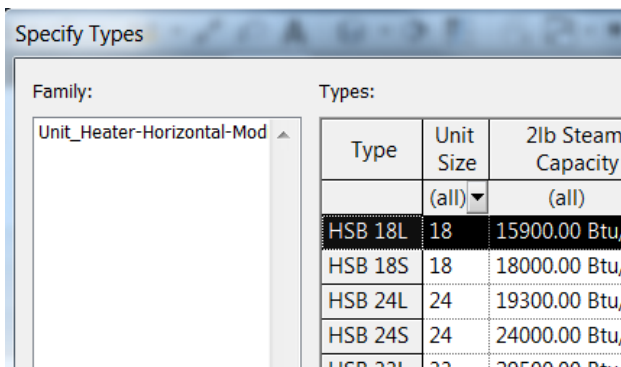 Specify Types
Family:
Types:
Unit_Heater-Horizontal-Mod
Type Unit Size 2lb Steam Capacity
(all) (all)
HSB 18L 18 15900.00 Btu/
HSB 18S 18 18000.00 Btu/
HSB 24L 24 19300.00 Btu/
HSB 24S 24 24000.00 Btu/